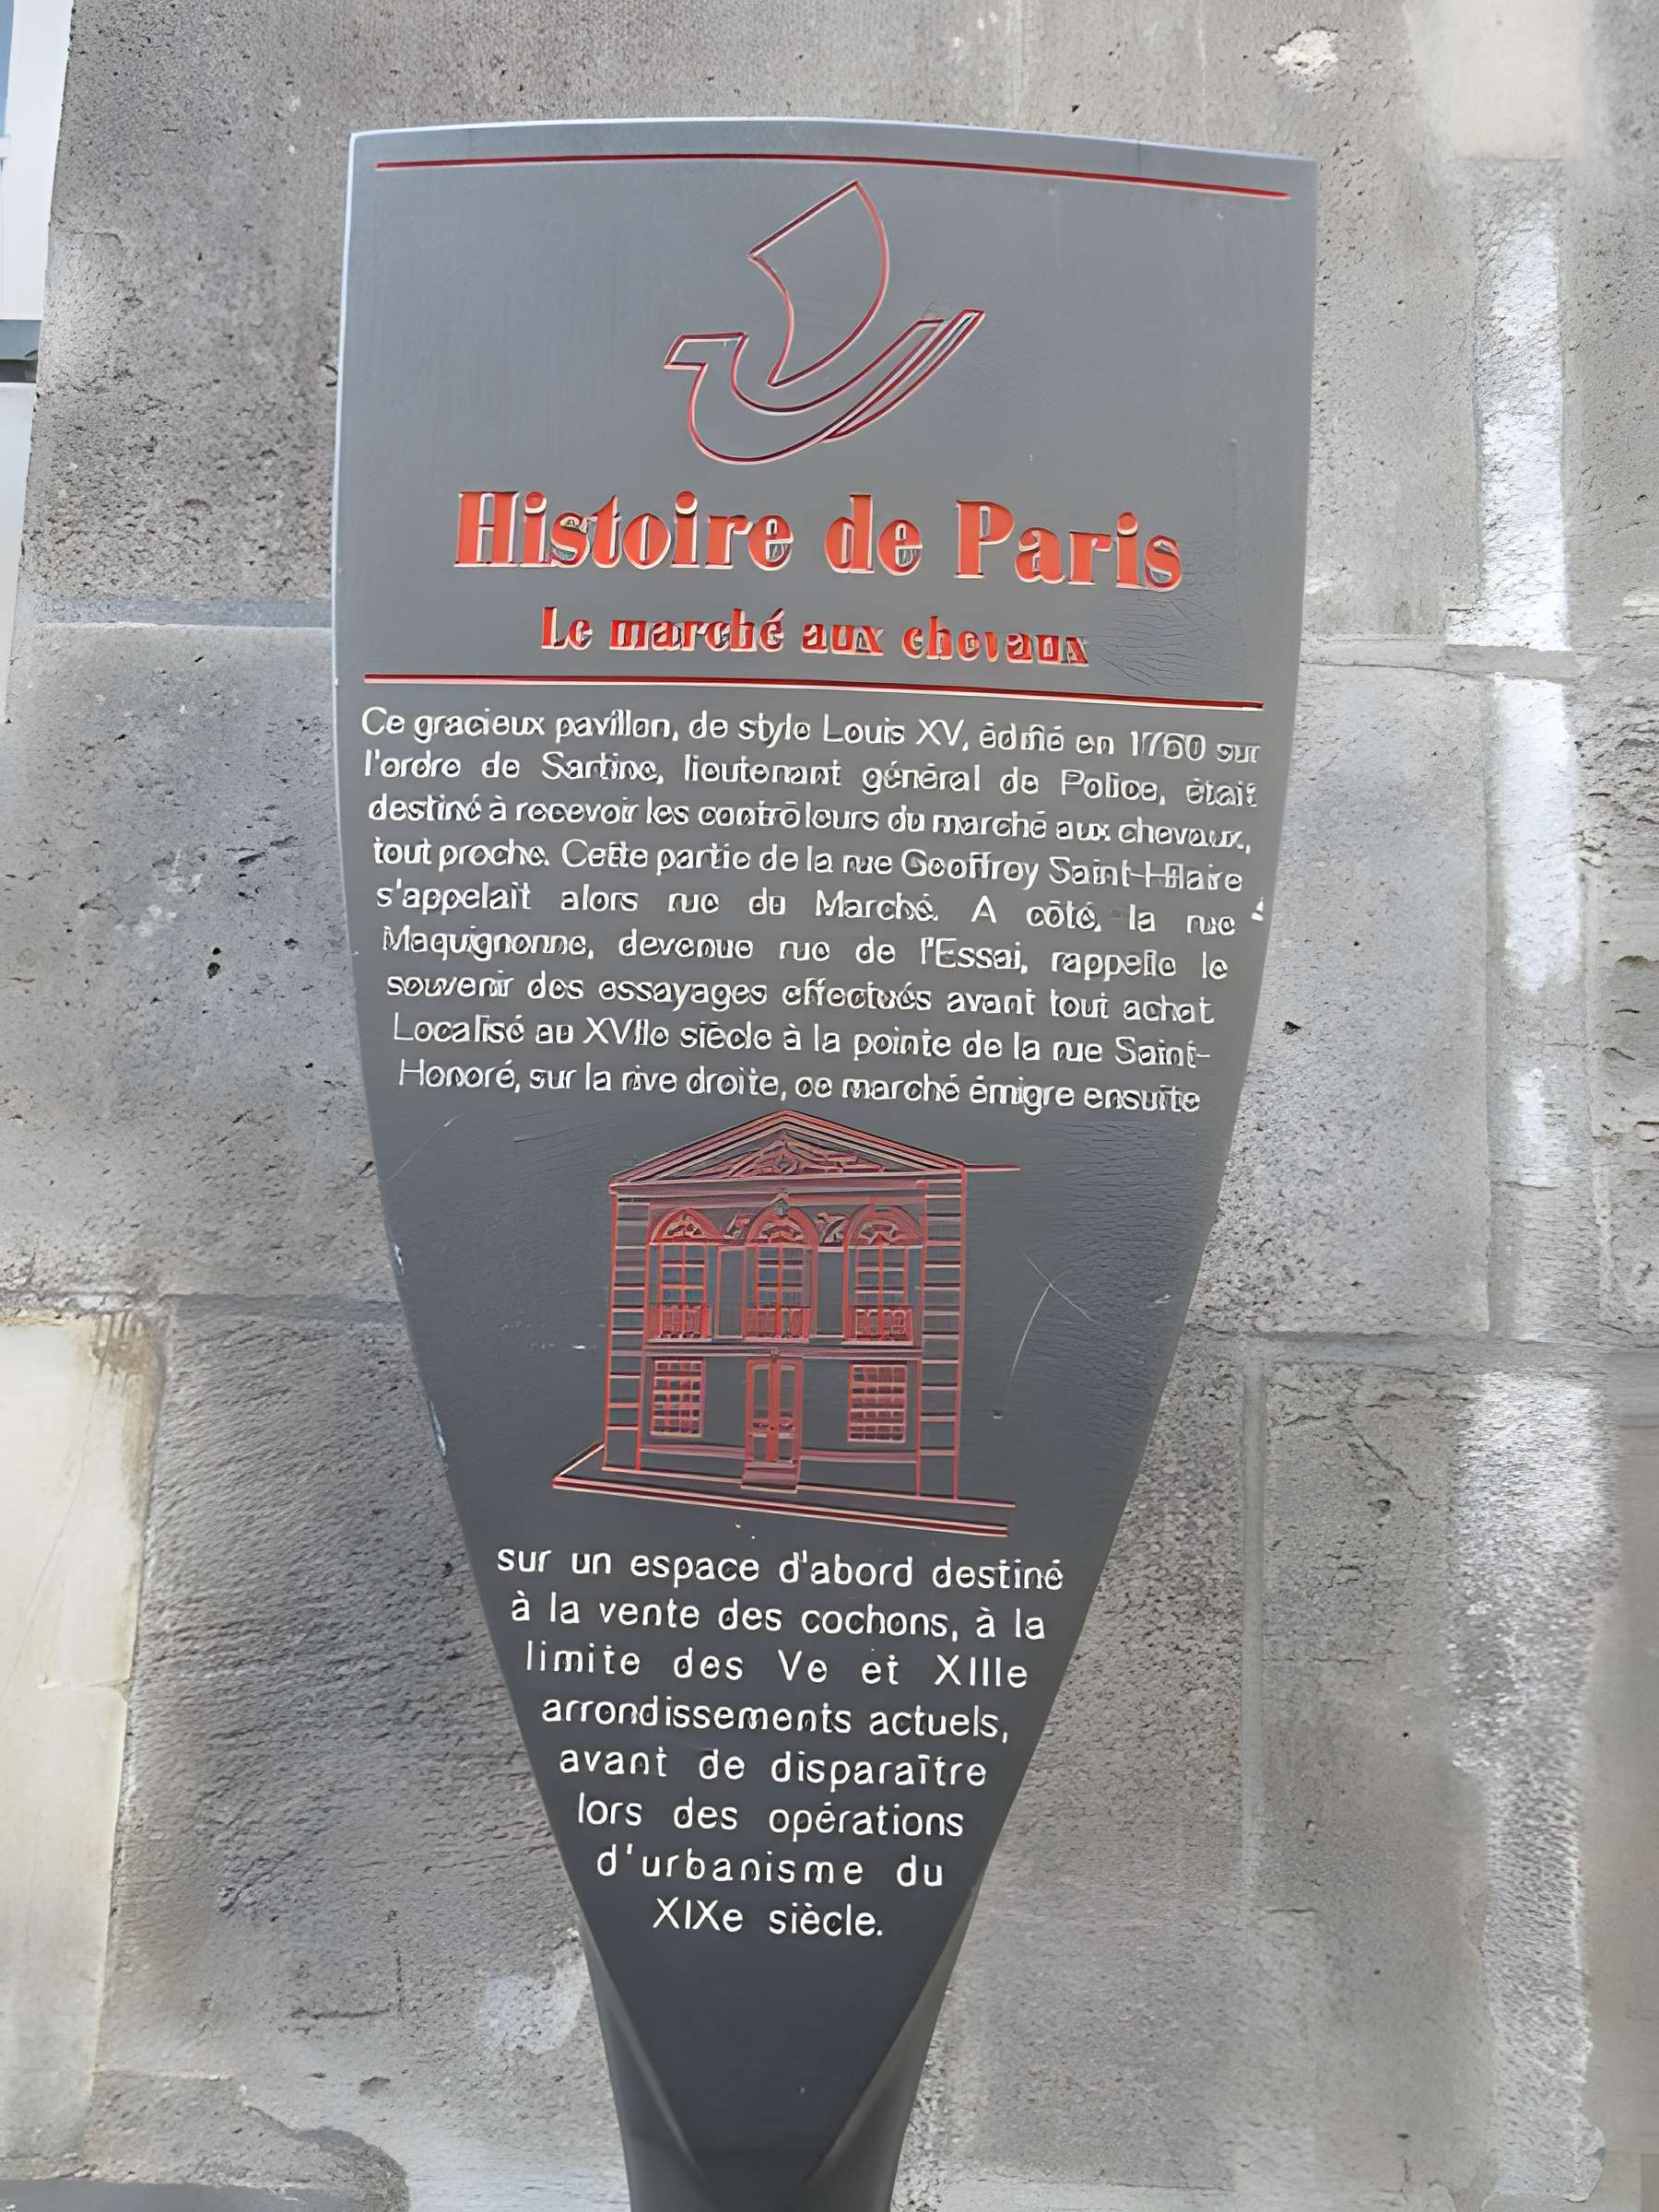 Histoire de Paris
Le marché aux chevaux
Ce gracieux pavillon, de style Louis XV, édifié en 1760 sur
l'ordre de Sartine, lieutenant général de Police, était
destiné à recevoir les contrôleurs du marché aux chevaux,
tout proche. Cette partie de la rue Geoffroy Saint-Hilaire
s'appelait alors rue du Marché. A côté, la rue
Maquignonne, devenue rue de l'Essai, rappelle le
souvenir des essayages effectués avant tout achat.
Localisé au XVIIe siècle à la pointe de la rue Saint-
Honoré, sur la rive droite, ce marché émigre ensuite
sur un espace d'abord destiné
à la vente des cochons, à la
limite des Ve et XIIIe
arrondissements actuels,
avant de disparaître
lors des opérations
d'urbanisme du
XIXe siècle.